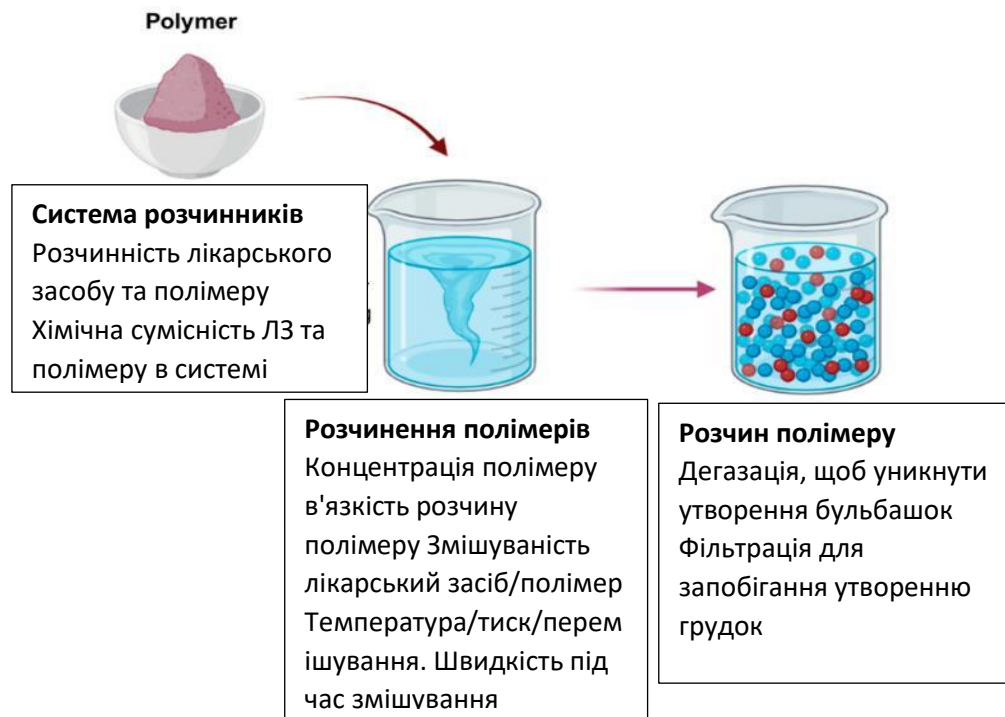 Polymer
Система розчинників
Розчинність лікарського
засобу та полімеру
Хімічна сумісність ЛЗ та
полімеру в системі
Розчинення полімерів
Концентрація полімеру
в'язкість розчину
полімеру Змішуваність
лікарський засіб/полімер
Температура/тиск/перем
ішування. Швидкість під
час змішування
Розчин полімеру
Дегазація, щоб уникнути
утворення бульбашок
Фільтрація для
запобігання утворенню
грудок